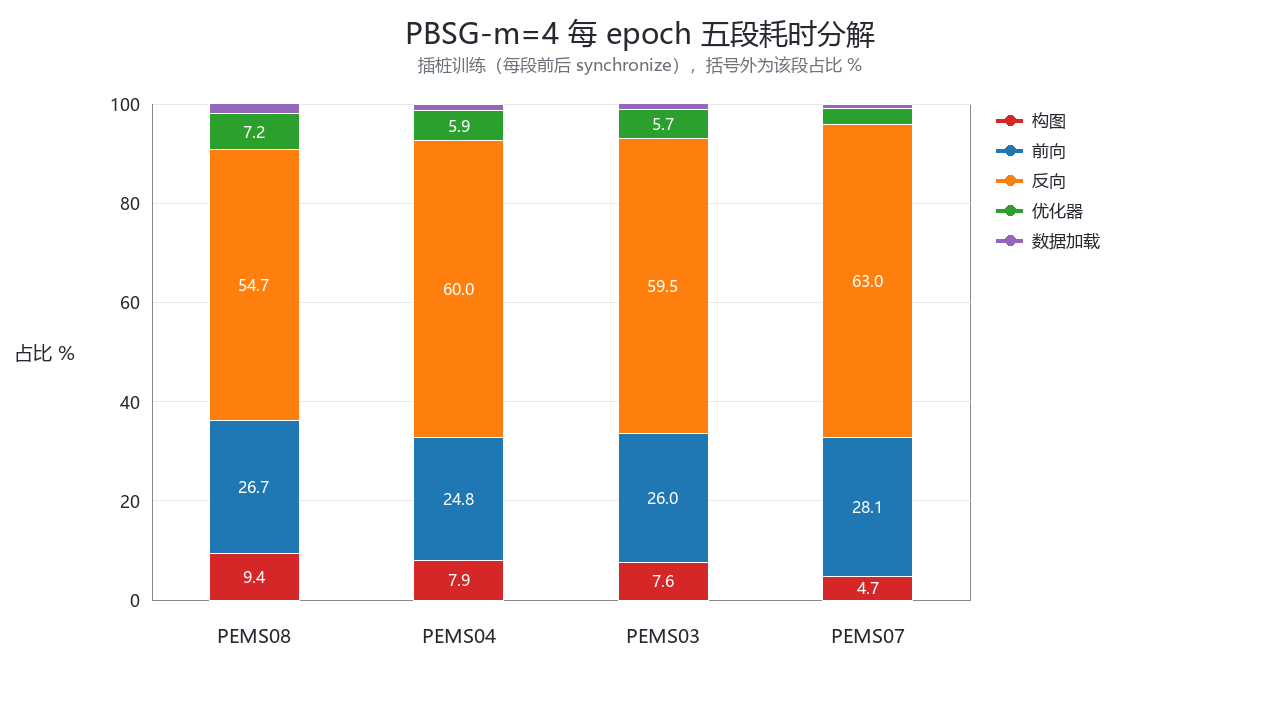 PBSG-m=4 每 epoch 五段耗时分解
插桩训练（每段前后 synchronize），括号外为该段占比 %
100
80
60
40
20
0
占比 %
7.2
54.7
26.7
9.4
5.9
60.0
24.8
7.9
5.7
59.5
26.0
7.6
63.0
28.1
4.7
PEMS08
PEMS04
PEMS03
PEMS07
构图
前向
反向
优化器
数据加载